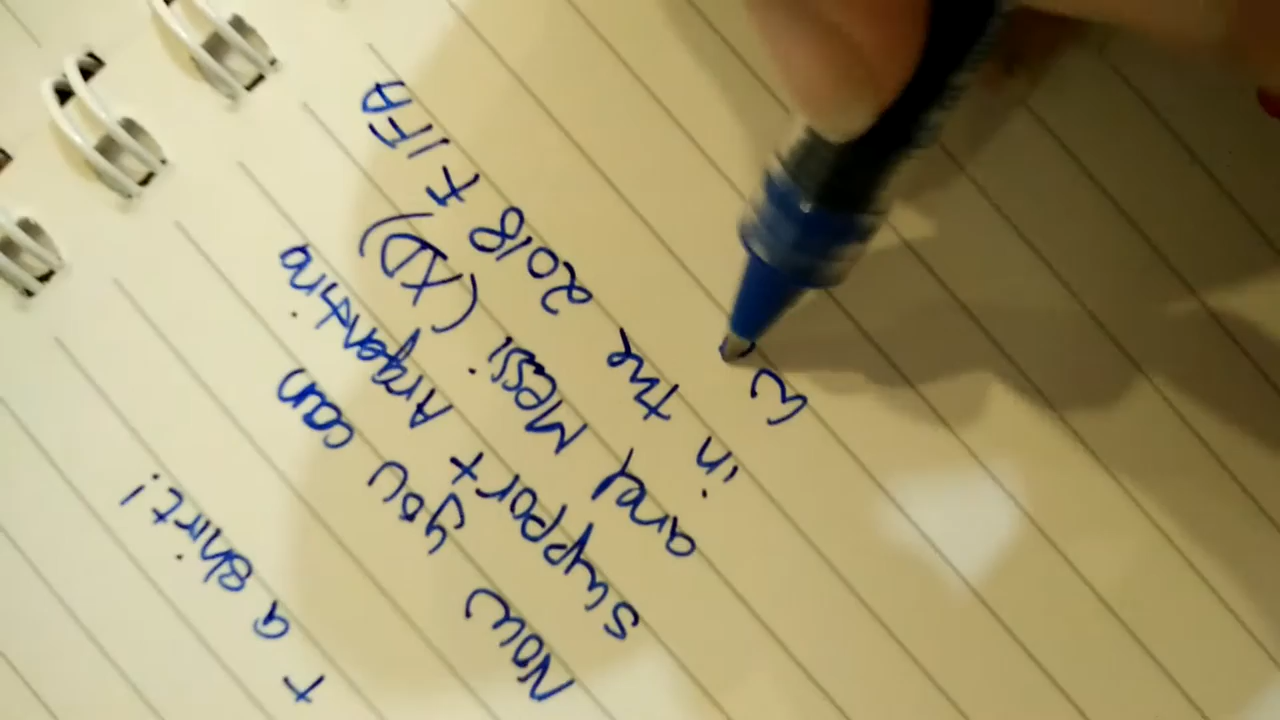 + a shirt!
Now you can
support Argentina
and Messi (XD)
in the 2018 FIFA
W